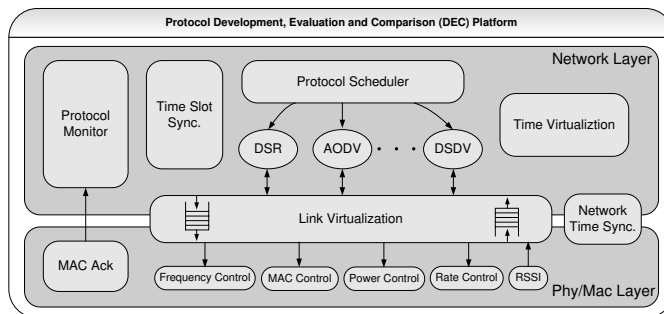 Protocol Development, Evaluation and Comparison (DEC) Platform
Network Layer
Protocol
Monitor
Time Slot
Sync.
Protocol Scheduler
Time Virtualiztion
DSR
AODV
. . .
DSDV
Link Virtualization
Network
Time Sync.
MAC Ack
Frequency Control
MAC Control
Power Control
Rate Control
RSSI
Phy/Mac Layer